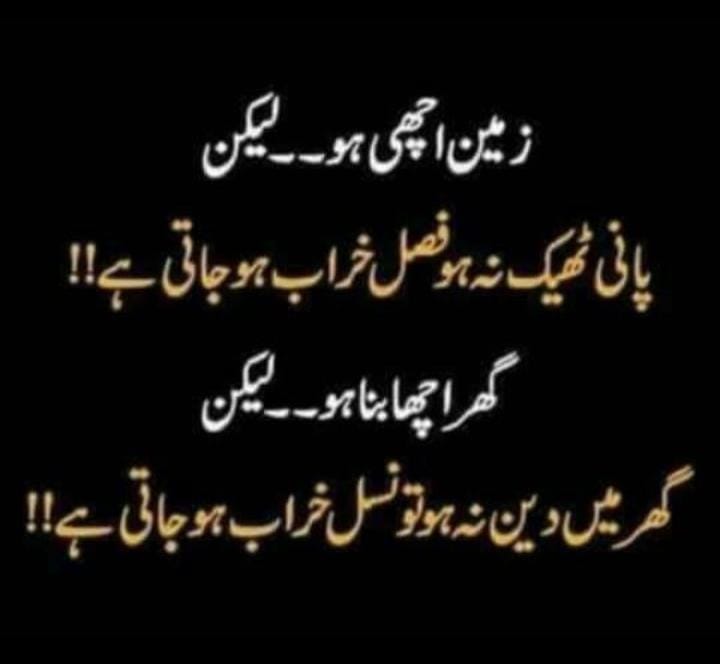 زمین اچھی ہو۔۔لیکن
پانی ٹھیک نہ ہو فصل خراب ہو جاتی ہے!!
گھر اچھا بنا ہو۔۔لیکن
گھر میں دین نہ ہو تو نسل خراب ہو جاتی ہے!!